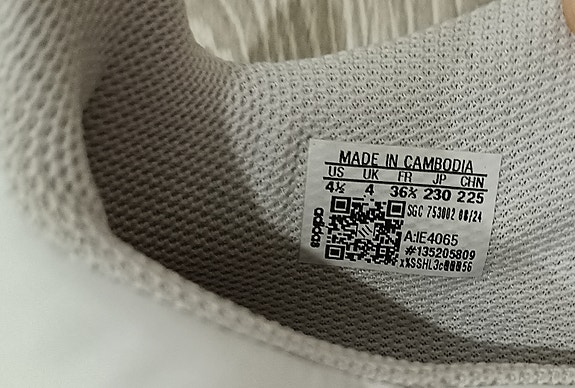 MADE IN CAMBODIA
US UK FR JP CHN
4½ 4 36⅔ 230 225
SGC 753002 08/24
adidas
A:IE4065
#135205809